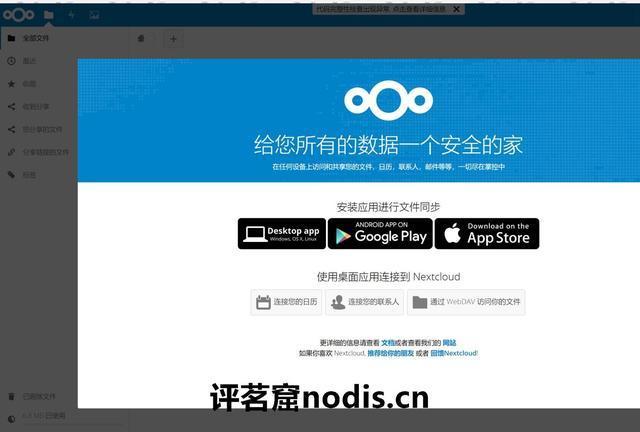 代码完整性检查出现异常 点击查看详细信息
全部文件
最近
收藏
收到分享
您分享的文件
分享链接的文件
标签
给您所有的数据一个安全的家
在任何设备上访问和共享您的文件，日历，联系人，邮件等等，一切尽在掌控中
安装应用进行文件同步
Desktop app
Windows, OS X, Linux
ANDROID APP ON
Google Play
Download on the
App Store
使用桌面应用连接到 Nextcloud
连接您的日历
连接您的联系人
通过 WebDAV 访问你的文件
更详细的信息请查看 文档或者查看我们的 网站
如果你喜欢 Nextcloud, 推荐给你的朋友 或者 回馈Nextcloud!
已删除文件
6.8 MB 已使用
评茗窟nodis.cn